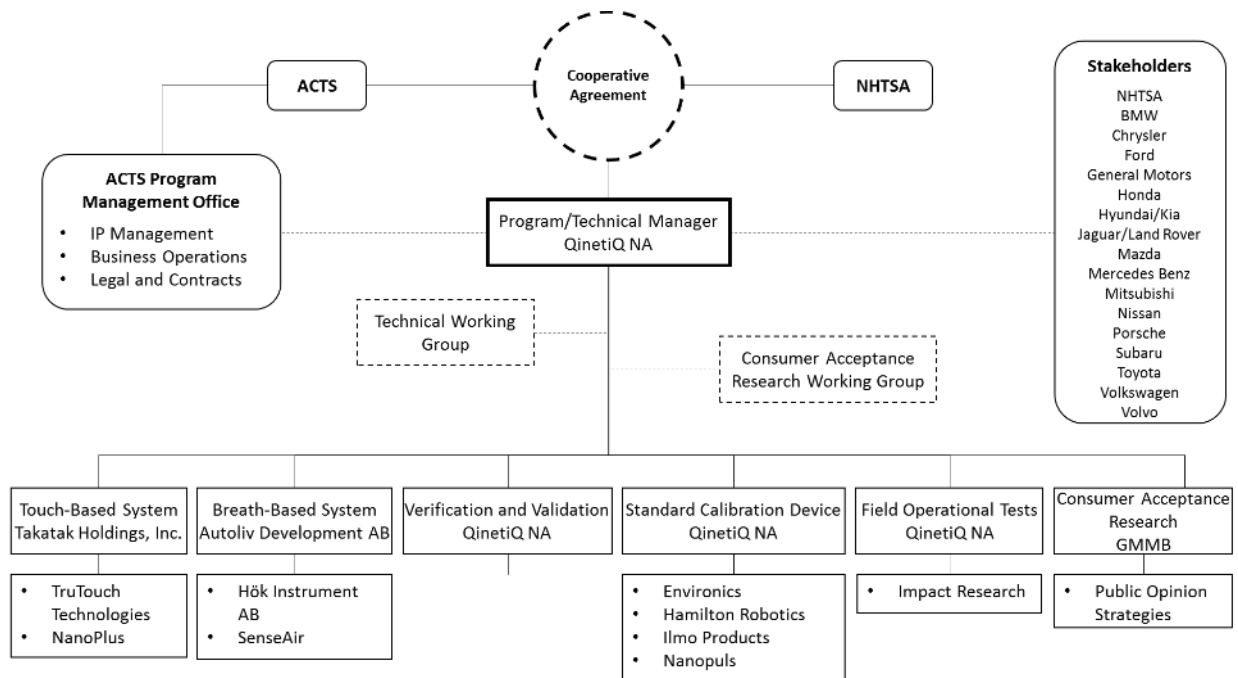 Cooperative
Agreement
ACTS
NHTSA
Stakeholders
NHTSA
BMW
Chrysler
Ford
General Motors
Honda
Hyundai/Kia
Jaguar/Land Rover
Mazda
Mercedes Benz
Mitsubishi
Nissan
Porsche
Subaru
Toyota
Volkswagen
Volvo
ACTS Program
Management Office
• IP Management
• Business Operations
• Legal and Contracts
Program/Technical Manager
QinetiQ NA
Technical Working
Group
Consumer Acceptance
Research Working Group
Touch-Based System
Takatak Holdings, Inc.
• TruTouch
Technologies
• NanoPlus
Breath-Based System
Autoliv Development AB
• Hök Instrument
AB
• SenseAir
Verification and Validation
QinetiQ NA
Standard Calibration Device
QinetiQ NA
• Environics
• Hamilton Robotics
• Ilmo Products
• Nanopuls
Field Operational Tests
QinetiQ NA
• Impact Research
Consumer Acceptance
Research
GMMB
• Public Opinion
Strategies